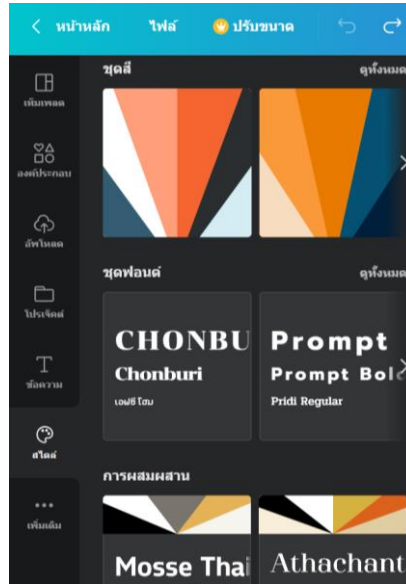 หน้าหลัก ไฟล์ ปรับขนาด
ชุดสี ดูทั้งหมด
เท็มเพลต
องค์ประกอบ
อัพโหลด
ชุดฟอนต์ ดูทั้งหมด
โปรเจ็คต์
CHONBU Prompt
Chonburi Prompt Bold
เอฟซี โฮม Pridi Regular
ข้อความ
สไตล์
การผสมผสาน
เพิ่มเติม
Mosse Thai Athachant